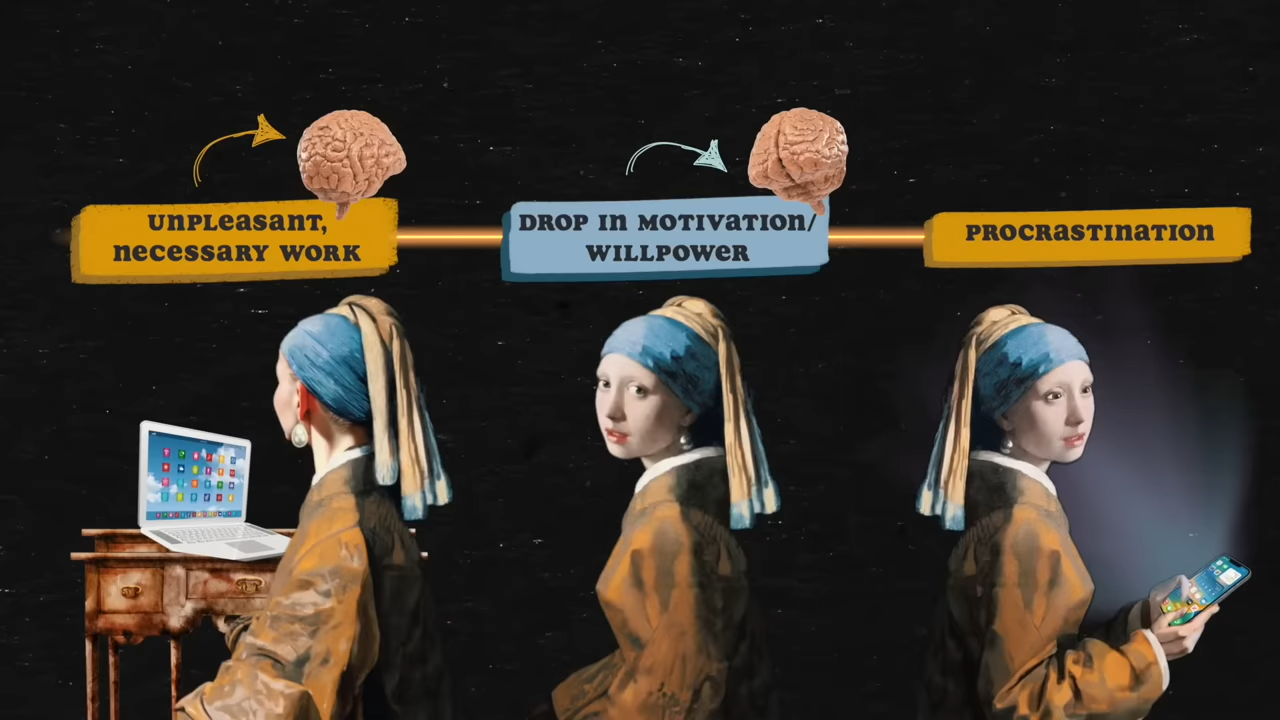 UNPLEASANT,
NECESSARY WORK
DROP IN MOTIVATION/
WILLPOWER
PROCRASTINATION